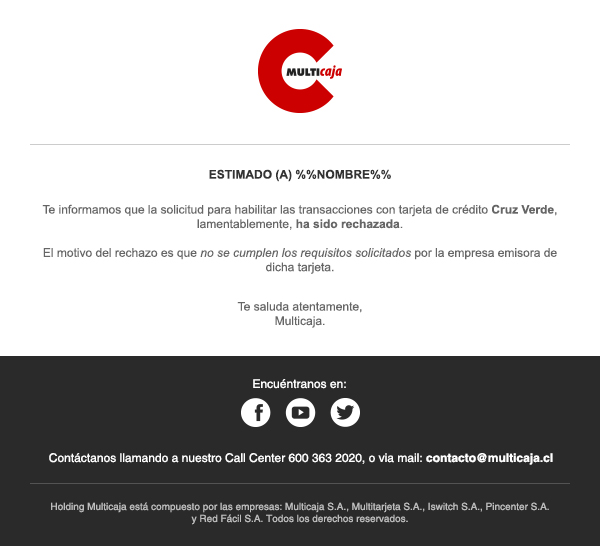 MULTIcaja
ESTIMADO (A) %%NOMBRE%%
Te informamos que la solicitud para habilitar las transacciones con tarjeta de crédito Cruz Verde,
lamentablemente, ha sido rechazada.
El motivo del rechazo es que no se cumplen los requisitos solicitados por la empresa emisora de
dicha tarjeta.
Te saluda atentamente,
Multicaja.
Encuéntranos en:
Contáctanos llamando a nuestro Call Center 600 363 2020, o via mail: contacto@multicaja.cl
Holding Multicaja está compuesto por las empresas: Multicaja S.A., Multitarjeta S.A., Iswitch S.A., Pincenter S.A.
y Red Fácil S.A. Todos los derechos reservados.